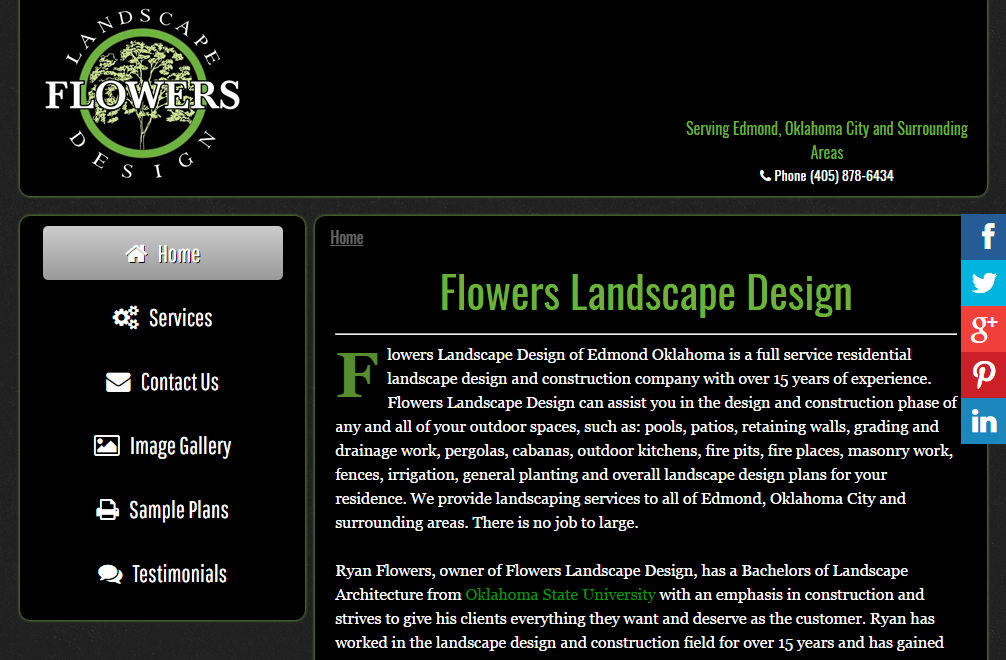 LANDSCAPE
FLOWERS
DESIGN
Serving Edmond, Oklahoma City and Surrounding
Areas
Phone (405) 878-6434
Home
Services
Contact Us
Image Gallery
Sample Plans
Testimonials
Home
Flowers Landscape Design
Flowers Landscape Design of Edmond Oklahoma is a full service residential
landscape design and construction company with over 15 years of experience.
Flowers Landscape Design can assist you in the design and construction phase of
any and all of your outdoor spaces, such as: pools, patios, retaining walls, grading and
drainage work, pergolas, cabanas, outdoor kitchens, fire pits, fire places, masonry work,
fences, irrigation, general planting and overall landscape design plans for your
residence. We provide landscaping services to all of Edmond, Oklahoma City and
surrounding areas. There is no job to large.
Ryan Flowers, owner of Flowers Landscape Design, has a Bachelors of Landscape
Architecture from Oklahoma State University with an emphasis in construction and
strives to give his clients everything they want and deserve as the customer. Ryan has
worked in the landscape design and construction field for over 15 years and has gained
f
g+
in